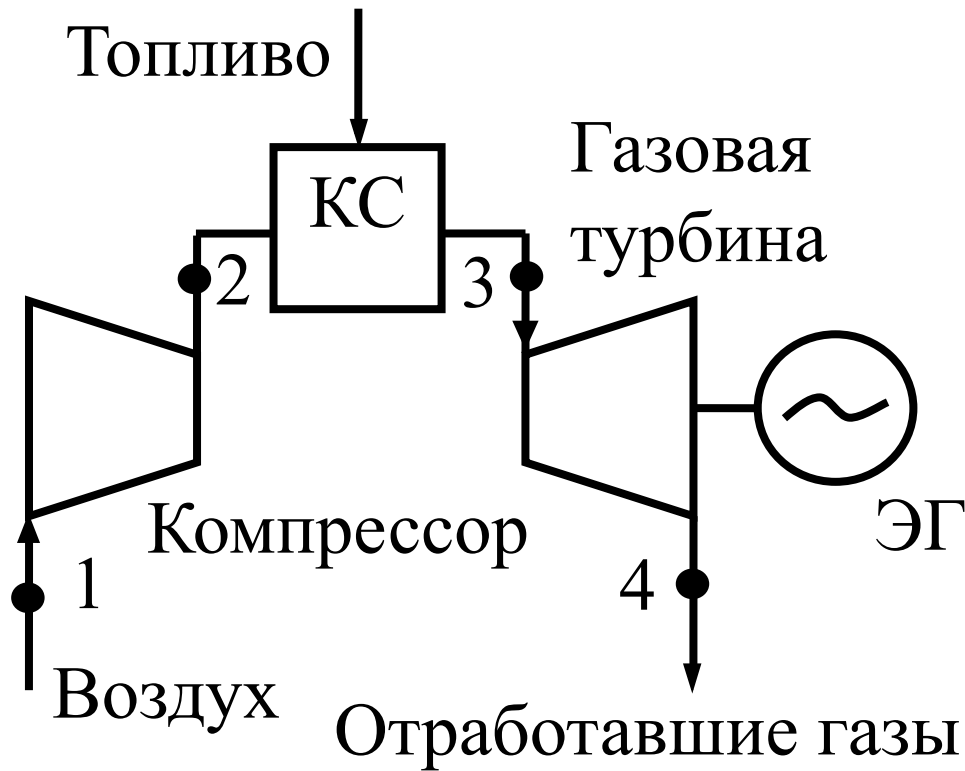 Топливо
КС
Газовая
турбина
2
3
Компрессор
ЭГ
1
4
Воздух
Отработавшие газы